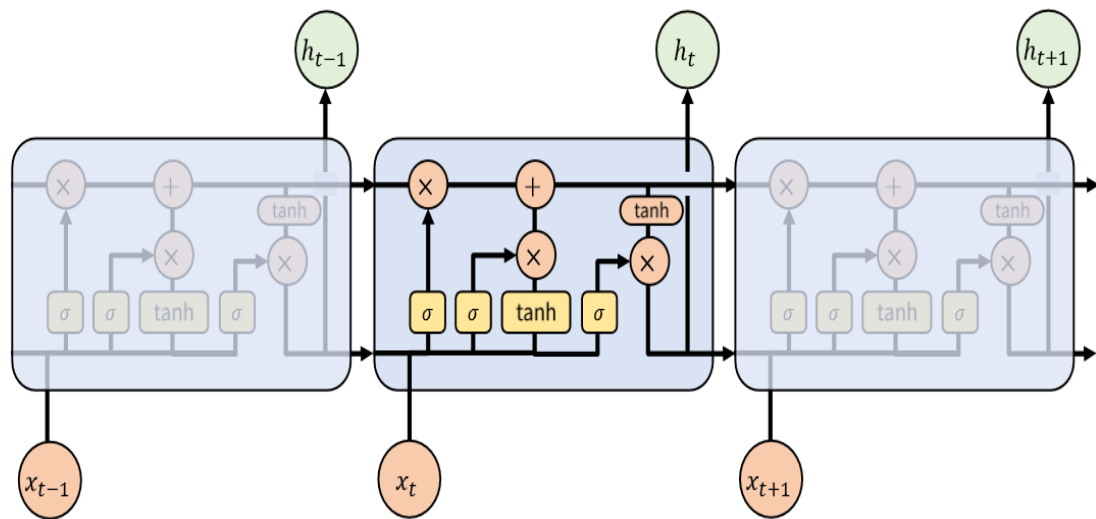 h_{t-1} h_t h_{t+1}
× + × + × +
tanh tanh tanh
× × × × × ×
σ σ tanh σ σ σ tanh σ σ σ tanh σ
x_{t-1} x_t x_{t+1}